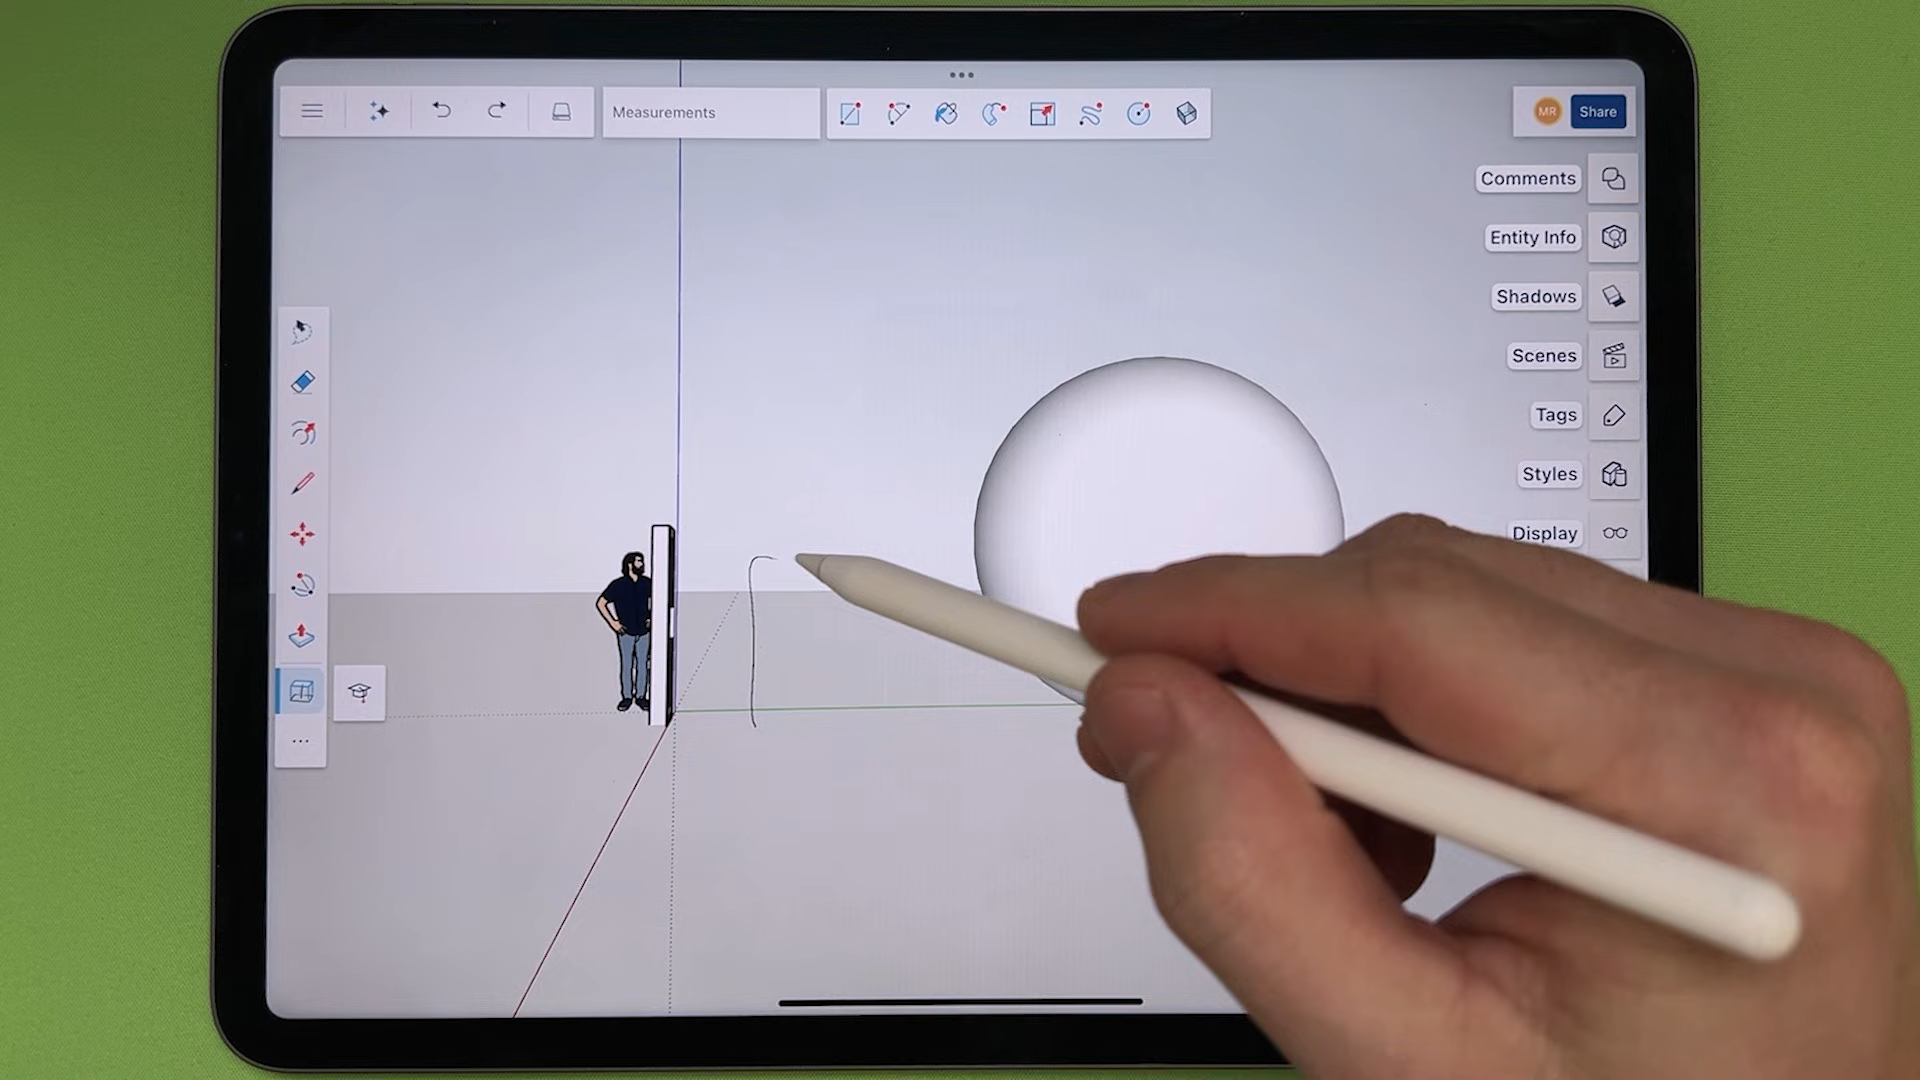 Measurements
MR
Share
Comments
Entity Info
Shadows
Scenes
Tags
Styles
Display